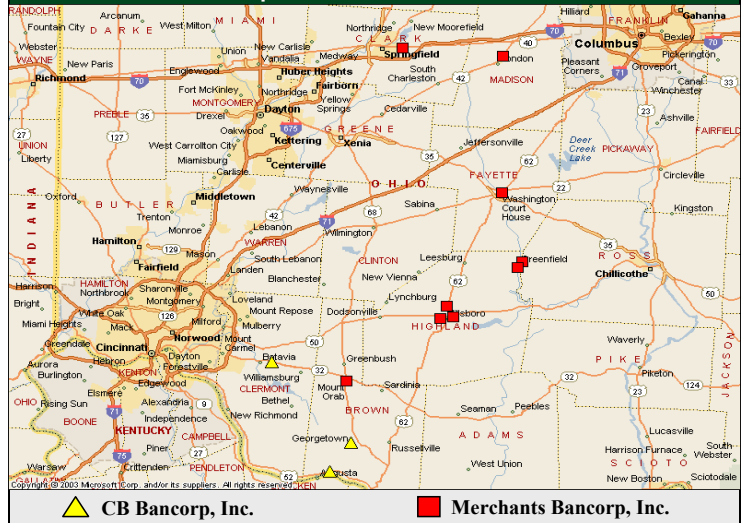 RANDOLPH
Arcanum
West Milton
MIAMI
Northridge
New Moorefield
Hilliard
FRANKLIN
Gahanna
Fountain City
DARKE
Union
New Carlisle
CLARK
Springfield
40
Columbus
Bexley
Webster
Vandalia
Medway
London
Pickerington
WAYNE
New Paris
Englewood
70
Huber Heights
South Charleston
42
MADISON
Pleasant Corners
Groveport
Richmond
70
Fort McKinley
Fairborn
71
Canal Winchester
33
MONTGOMERY
Northridge
Yellow Springs
Cedarville
PREBLE
35
Drexel
Dayton
23
Ashville
27
127
Oakwood
675
GREENE
Jeffersonville
Deer Creek Lake
FAIRFIELD
UNION
West Carrollton City
Kettering
Xenia
35
62
PICKAWAY
Liberty
Miamisburg
Centerville
Carlisle
OHIO
FAYETTE
22
Circleville
Oxford
Middletown
Waynesville
Washington Court House
BUTLER
Trenton
42
71
68
Sabina
Kingston
INDIANA
Monroe
Lebanon
Wilmington
35
ROSS
JACKSON
Hamilton
129
Mason
WARREN
Greenfield
Fairfield
South Lebanon
CLINTON
Leesburg
Chillicothe
HAMILTON
Landen
Blanchester
New Vienna
62
Harrison
Northbrook
Sharonville
50
Bright
Montgomery
Loveland
Lynchburg
White Oak
126
Mount Repose
Dodsonville
Miami Heights
27
Mack
Milford
Mulberry
HIGHLAND
Greendale
Norwood
Mount Carmel
50
Waverly
Cincinnati
Dayton
Batavia
Greenbush
PIKE
Hebron
Forestville
32
Aurora
KENTON
Williamsburg
Piketon
Burlington
Edgewood
CLERMONT
Mount Orab
Sardinia
32
23
124
Elsmere
Bethel
OHIO
Rising Sun
Alexandria
9
BROWN
Seaman
Peebles
71
Independence
New Richmond
62
BOONE
KENTUCKY
CAMPBELL
Georgetown
Russellville
ADAMS
Lucasville
75
Piner
Harrison Furnace
South Webster
Warsaw
Crittenden
PENDLETON
52
Augusta
West Union
SCIOTO
New Boston
Sciotodale
Copyright © 2003 Microsoft Corp. and/or its suppliers. All rights reserved.
CB Bancorp, Inc.
Merchants Bancorp, Inc.